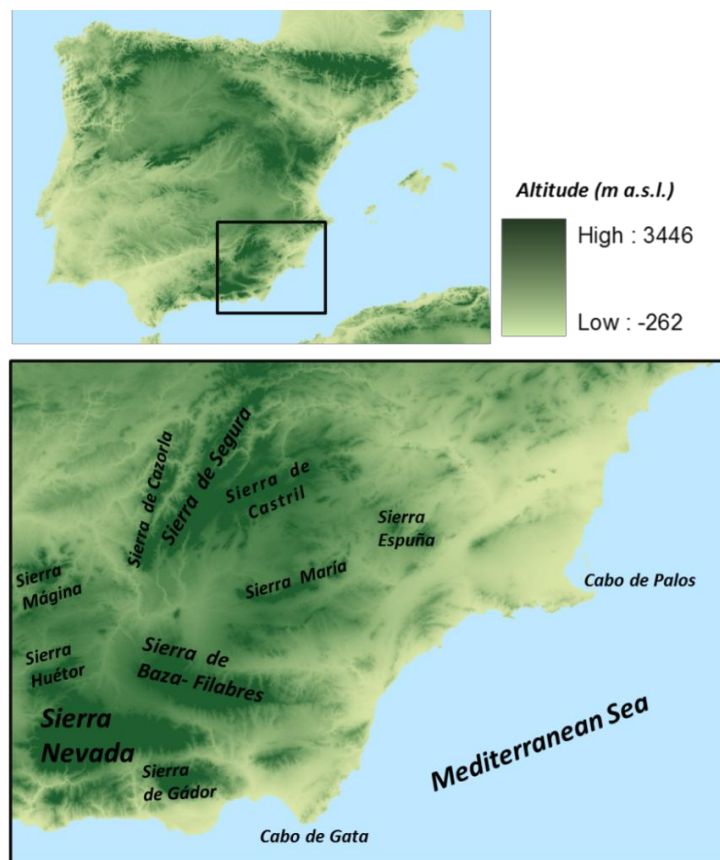 Altitude (m a.s.l.)
High : 3446
Low : -262
Sierra de Cazorla
Sierra de Segura
Sierra de
Castril
Sierra
Espuña
Sierra
Mágina
Sierra María
Cabo de Palos
Sierra
Huétor
Sierra de
Baza- Filabres
Sierra
Nevada
Sierra
de Gádor
Mediterranean Sea
Cabo de Gata